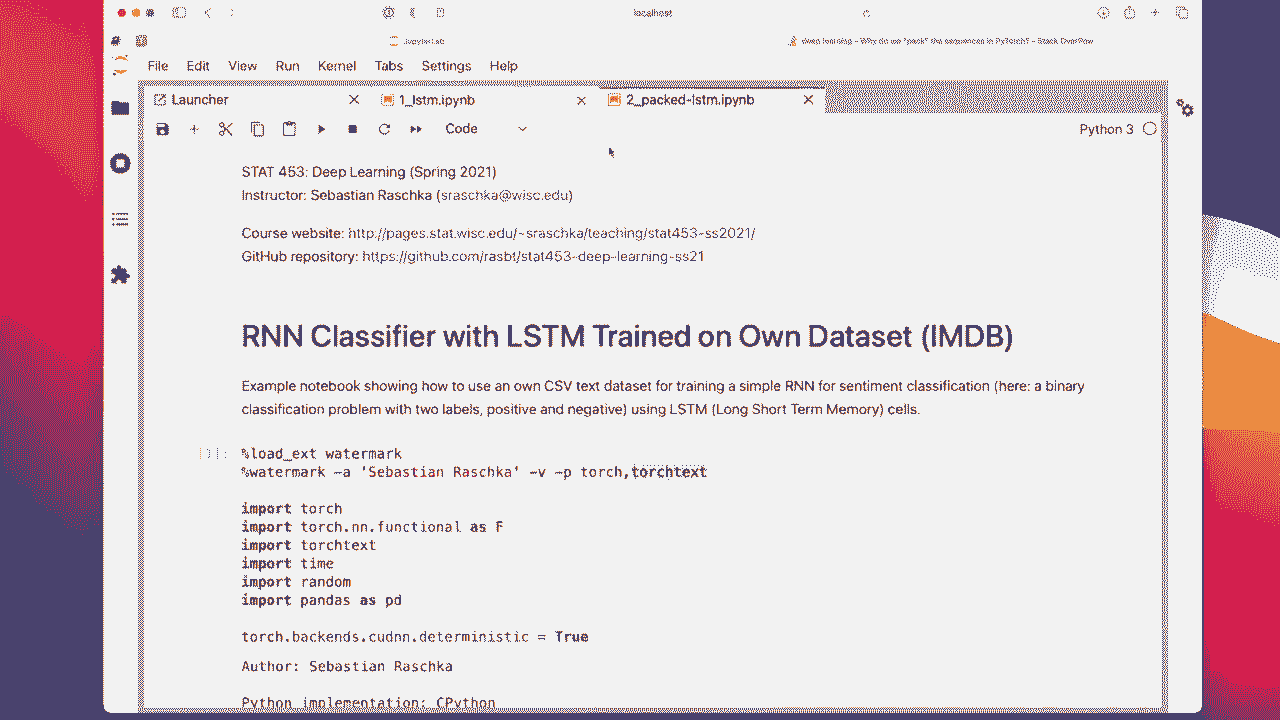 localhost
JupyterLab
deep learning - Why do we "pack" the sequences in PyTorch? - Stack Overflow
File Edit View Run Kernel Tabs Settings Help
Launcher 1_lstm.ipynb 2_packed-lstm.ipynb
Code Python 3
STAT 453: Deep Learning (Spring 2021)
Instructor: Sebastian Raschka (sraschka@wisc.edu)
Course website: http://pages.stat.wisc.edu/~sraschka/teaching/stat453-ss2021/
GitHub repository: https://github.com/rasbt/stat453-deep-learning-ss21
RNN Classifier with LSTM Trained on Own Dataset (IMDB)
Example notebook showing how to use an own CSV text dataset for training a simple RNN for sentiment classification (here: a binary
classification problem with two labels, positive and negative) using LSTM (Long Short Term Memory) cells.
[1]: %load_ext watermark
%watermark -a 'Sebastian Raschka' -v -p torch,torchtext
import torch
import torch.nn.functional as F
import torchtext
import time
import random
import pandas as pd
torch.backends.cudnn.deterministic = True
Author: Sebastian Raschka
Python implementation: CPython